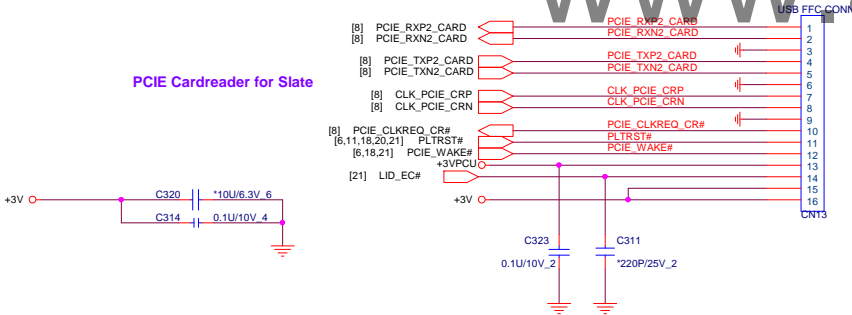 USB FFC CONN
[8] PCIE_RXP2_CARD PCIE_RXP2_CARD 1
[8] PCIE_RXN2_CARD PCIE_RXN2_CARD 2
3
[8] PCIE_TXP2_CARD PCIE_TXP2_CARD 4
[8] PCIE_TXN2_CARD PCIE_TXN2_CARD 5
6
PCIE Cardreader for Slate
[8] CLK_PCIE_CRP CLK_PCIE_CRP 7
[8] CLK_PCIE_CRN CLK_PCIE_CRN 8
9
[8] PCIE_CLKREQ_CR# PCIE_CLKREQ_CR# 10
[6,11,18,20,21] PLTRST# PLTRST# 11
[6,18,21] PCIE_WAKE# PCIE_WAKE# 12
+3VPCU 13
[21] LID_EC# 14
15
+3V 16
CN13
+3V
C320 *10U/6.3V_6
C314 0.1U/10V_4
C323 C311
0.1U/10V_2 *220P/25V_2